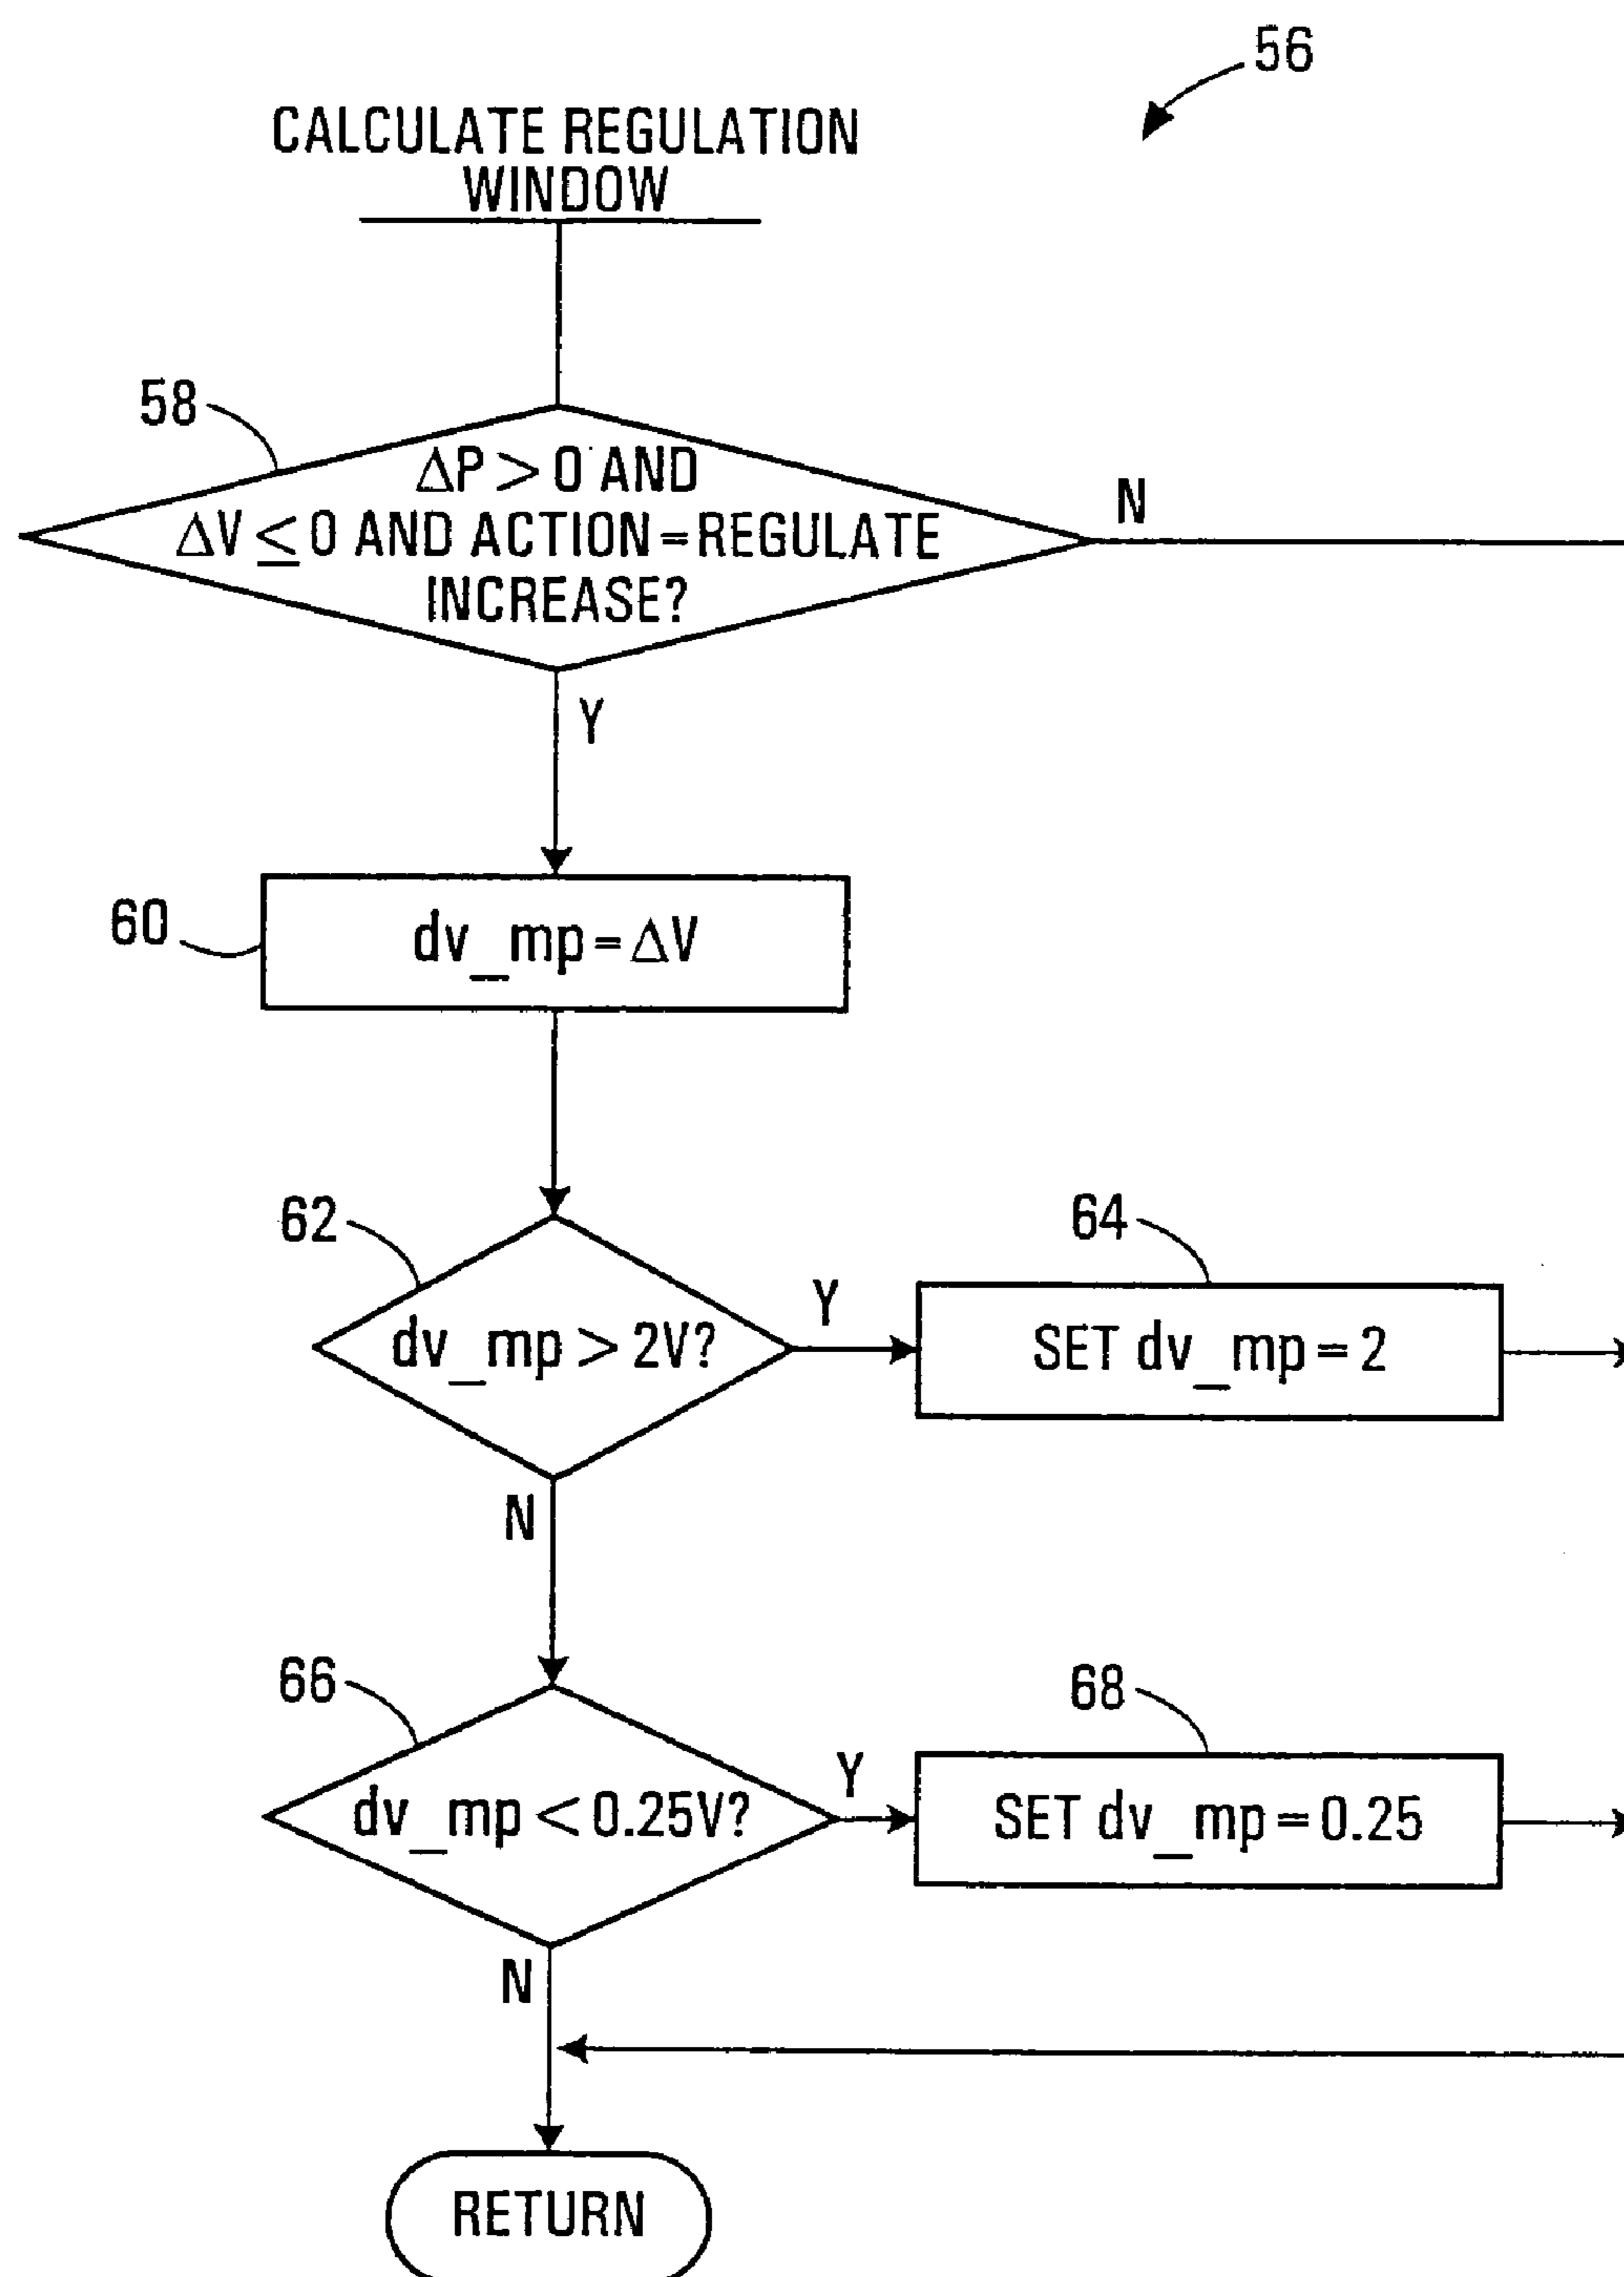 56
CALCULATE REGULATION
WINDOW
58
ΔP > 0 AND
ΔV ≤ 0 AND ACTION = REGULATE
INCREASE?
N
Y
60
dv_mp = ΔV
62
dv_mp > 2V?
Y
64
SET dv_mp = 2
N
66
dv_mp < 0.25V?
Y
68
SET dv_mp = 0.25
N
RETURN